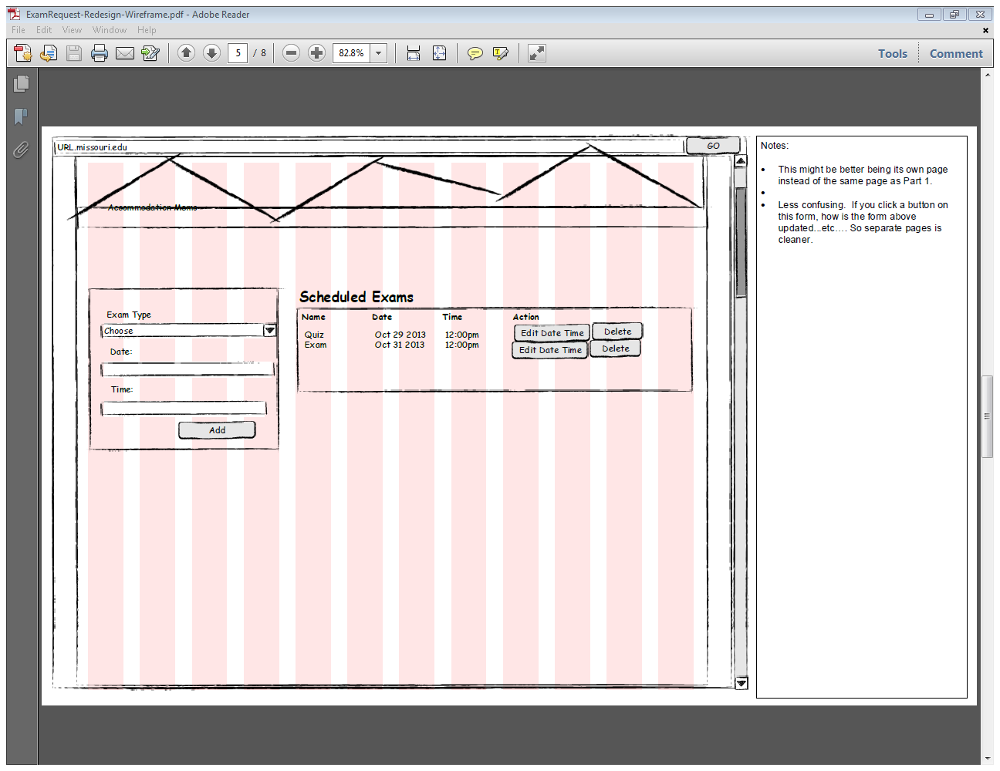 ExamRequest-Redesign-Wireframe.pdf - Adobe Reader
File Edit View Window Help
5 / 8 82.8% Tools Comment
URL.missouri.edu GO
Accommodation Memo
Exam Type
Choose
Date:
Time:
Add
Scheduled Exams
Name Date Time Action
Quiz Oct 29 2013 12:00pm Edit Date Time Delete
Exam Oct 31 2013 12:00pm Edit Date Time Delete
Notes:
• This might be better being its own page
instead of the same page as Part 1.
•
• Less confusing. If you click a button on
this form, how is the form above
updated...etc.... So separate pages is
cleaner.